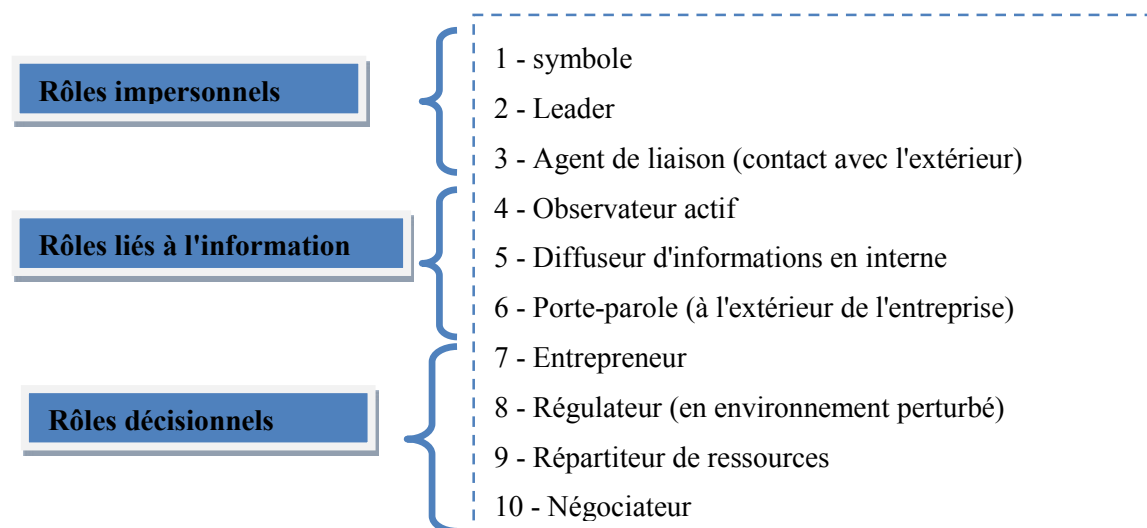 Rôles impersonnels
1 - symbole
2 - Leader
3 - Agent de liaison (contact avec l'extérieur)
Rôles liés à l'information
4 - Observateur actif
5 - Diffuseur d'informations en interne
6 - Porte-parole (à l'extérieur de l'entreprise)
Rôles décisionnels
7 - Entrepreneur
8 - Régulateur (en environnement perturbé)
9 - Répartiteur de ressources
10 - Négociateur